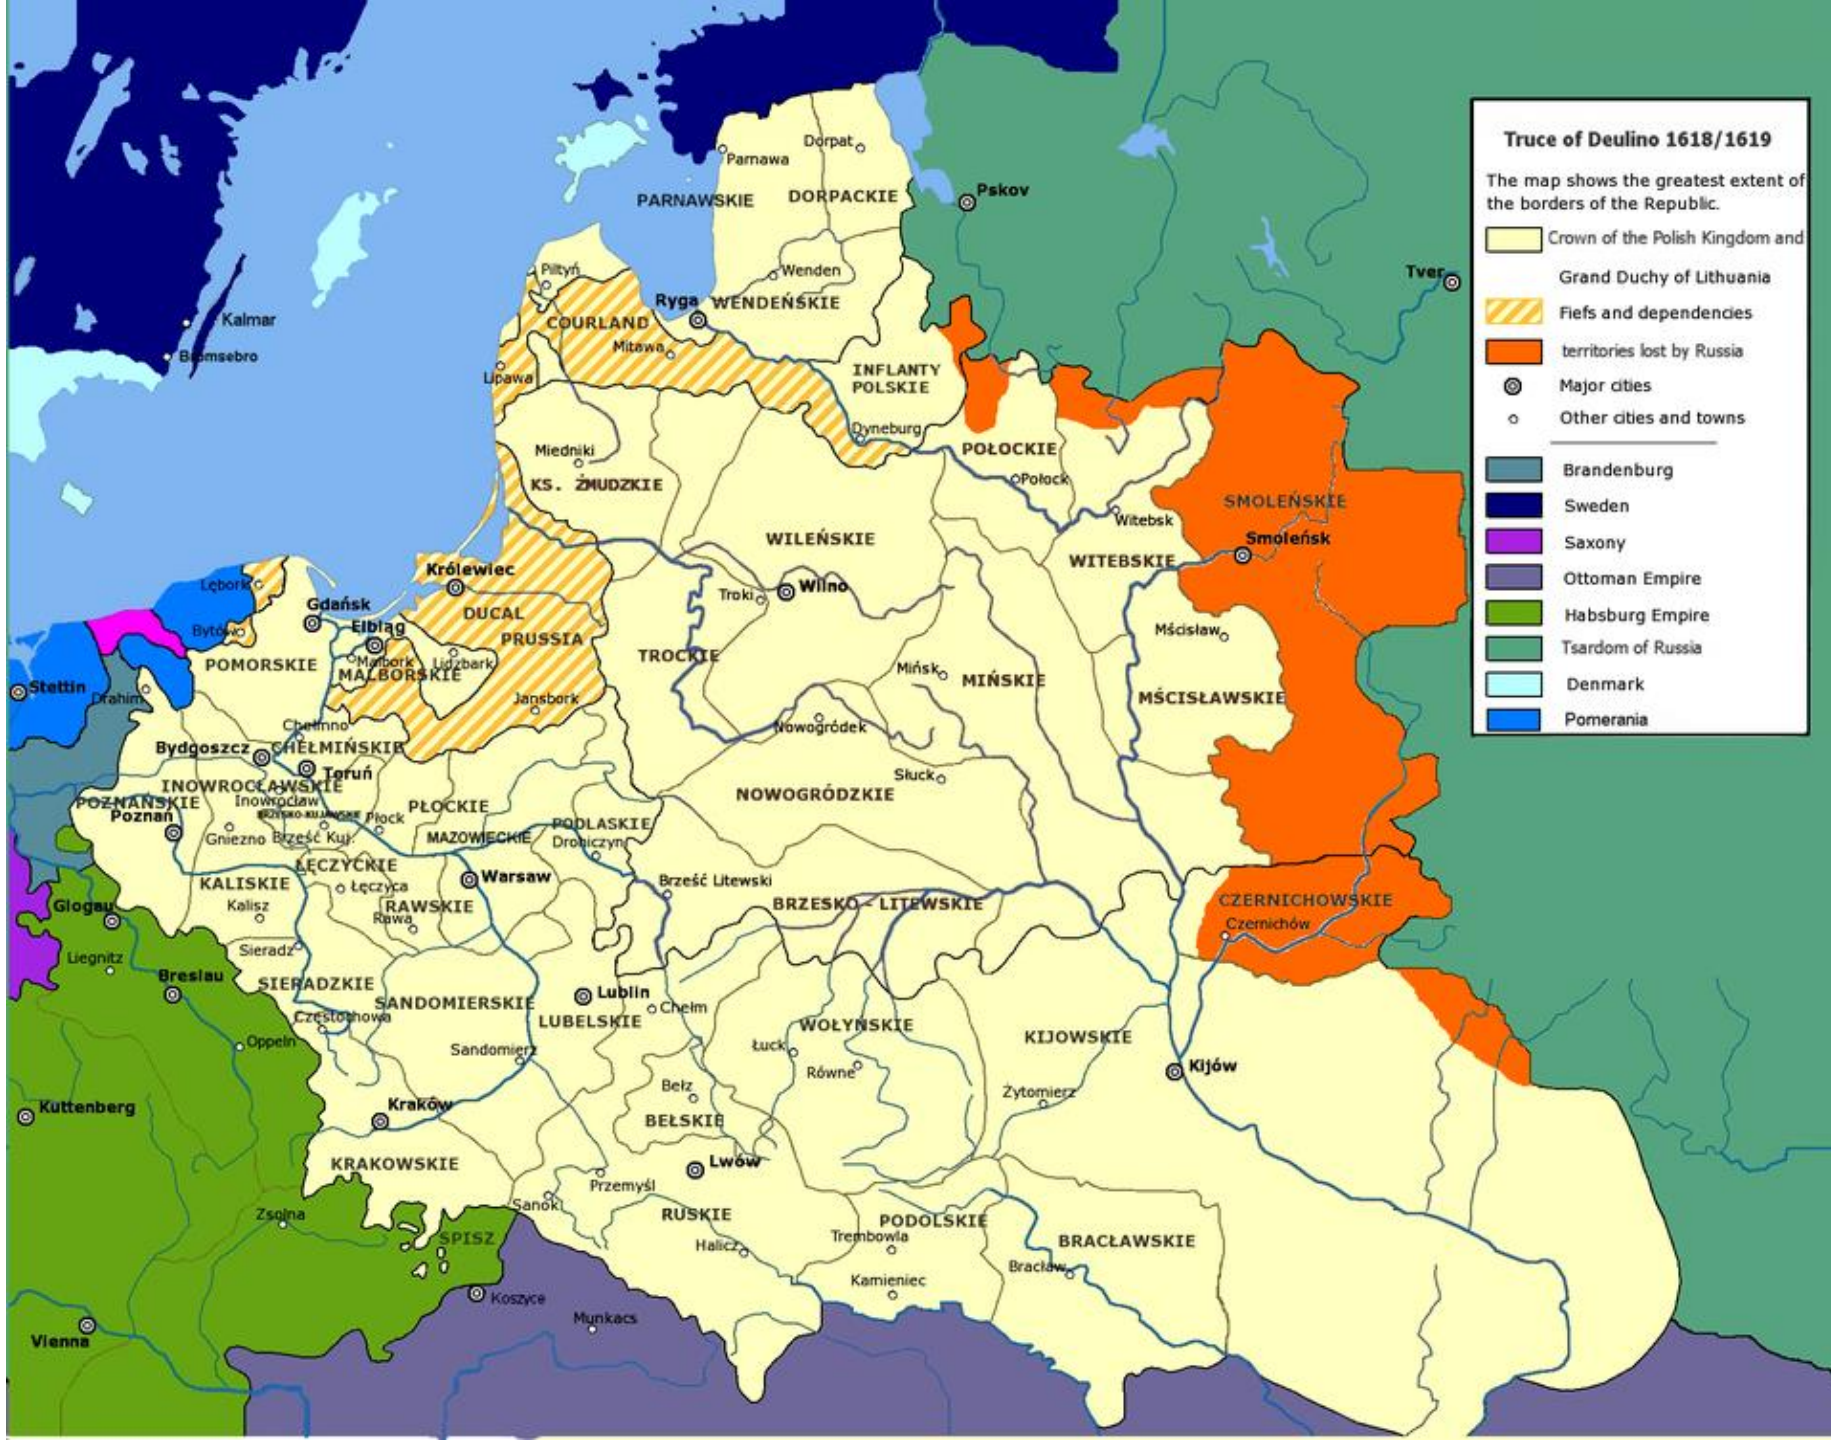 Truce of Deulino 1618/1619
The map shows the greatest extent of
the borders of the Republic.
Crown of the Polish Kingdom and
Grand Duchy of Lithuania
Fiefs and dependencies
territories lost by Russia
Major cities
Other cities and towns
Brandenburg
Sweden
Saxony
Ottoman Empire
Habsburg Empire
Tsardom of Russia
Denmark
Pomerania
Dorpat
Parnawa
PARNAWSKIE
DORPACKIE
Pskov
Piltyń
Wenden
Tver
Ryga
WENDEŃSKIE
Kalmar
COURLAND
Mitawa
Bromsebro
Lipawa
INFLANTY
POLSKIE
Dyneburg
Miedniki
POŁOCKIE
KS. ŻMUDZKIE
Połock
SMOLEŃSKIE
Witebsk
WILEŃSKIE
Smoleńsk
WITEBSKIE
Królewiec
Lębork
Troki
Wilno
Gdańsk
DUCAL
PRUSSIA
Elbląg
Bytów
Mścisław
Malbork
Lidzbark
POMORSKIE
MALBORSKIE
TROCKIE
Mińsk
MIŃSKIE
Stettin
Drahim
Jansbork
MŚCISŁAWSKIE
Chełmno
Nowogródek
Bydgoszcz
CHEŁMIŃSKIE
Toruń
Słuck
INOWROCŁAWSKIE
Inowrocław
NOWOGRÓDZKIE
POZNAŃSKIE
Poznań
BRZESKO-KUJAWSKIE
Płock
PŁOCKIE
Gniezno
Brześć Kuj.
MAZOWIECKIE
PODLASKIE
Drohiczyn
ŁĘCZYCKIE
KALISKIE
Łęczyca
Warsaw
Brześć Litewski
Glogau
Kalisz
RAWSKIE
Rawa
BRZESKO - LITEWSKIE
CZERNICHOWSKIE
Czernichów
Sieradz
Liegnitz
Breslau
SIERADZKIE
SANDOMIERSKIE
Lublin
Chełm
Częstochowa
LUBELSKIE
WOŁYŃSKIE
KIJOWSKIE
Oppeln
Sandomierz
Łuck
Równe
Kijów
Bełz
Żytomierz
Kuttenberg
Kraków
BEŁSKIE
KRAKOWSKIE
Lwów
Przemyśl
Sanok
Zsolna
RUSKIE
PODOLSKIE
Trembowla
SPISZ
Halicz
BRACŁAWSKIE
Bracław
Kamieniec
Koszyce
Munkacs
Vienna